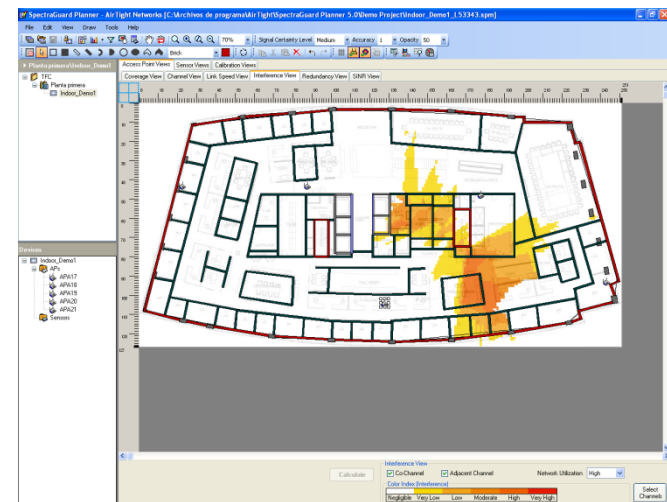 SpectraGuard Planner - AirTight Networks [C:\Archivos de programa\AirTight\SpectraGuard Planner 5.0\Demo Project\Indoor_Demo1_L53343.spm]
File Edit View Draw Tools Help
70% Signal Certainty Level Medium Accuracy 1 Opacity 50
Brick
Planta primera\Indoor_Demo1
Access Point Views Sensor Views Calibration Views
TFC
Coverage View Channel View Link Speed View Interference View Redundancy View SINR View
Planta primera
Indoor_Demo1
Devices
Indoor_Demo1
APs
APA17
APA18
APA19
APA20
APA21
Sensors
Interference View
Calculate
Co-Channel Adjacent Channel Network Utilization High
Color Index (Interference)
Negligible Very Low Low Moderate High Very High
Select Channels